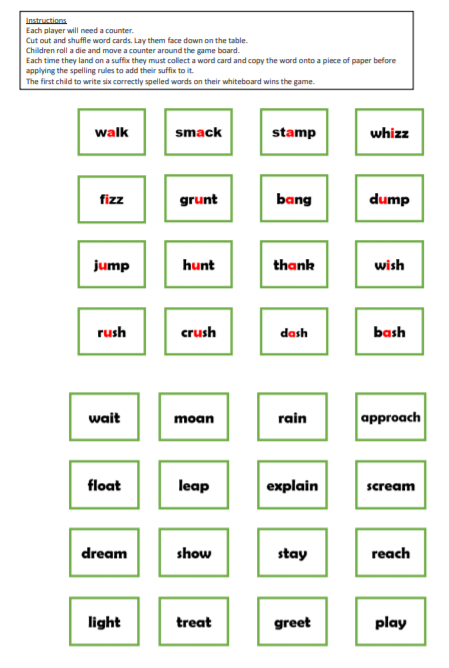 Instructions
Each player will need a counter.
Cut out and shuffle word cards. Lay them face down on the table.
Children roll a die and move a counter around the game board.
Each time they land on a suffix they must collect a word card and copy the word onto a piece of paper before
applying the spelling rules to add their suffix to it.
The first child to write six correctly spelled words on their whiteboard wins the game.
walk smack stamp whizz
fizz grunt bang dump
jump hunt thank wish
rush crush dash bash
wait moan rain approach
float leap explain scream
dream show stay reach
light treat greet play